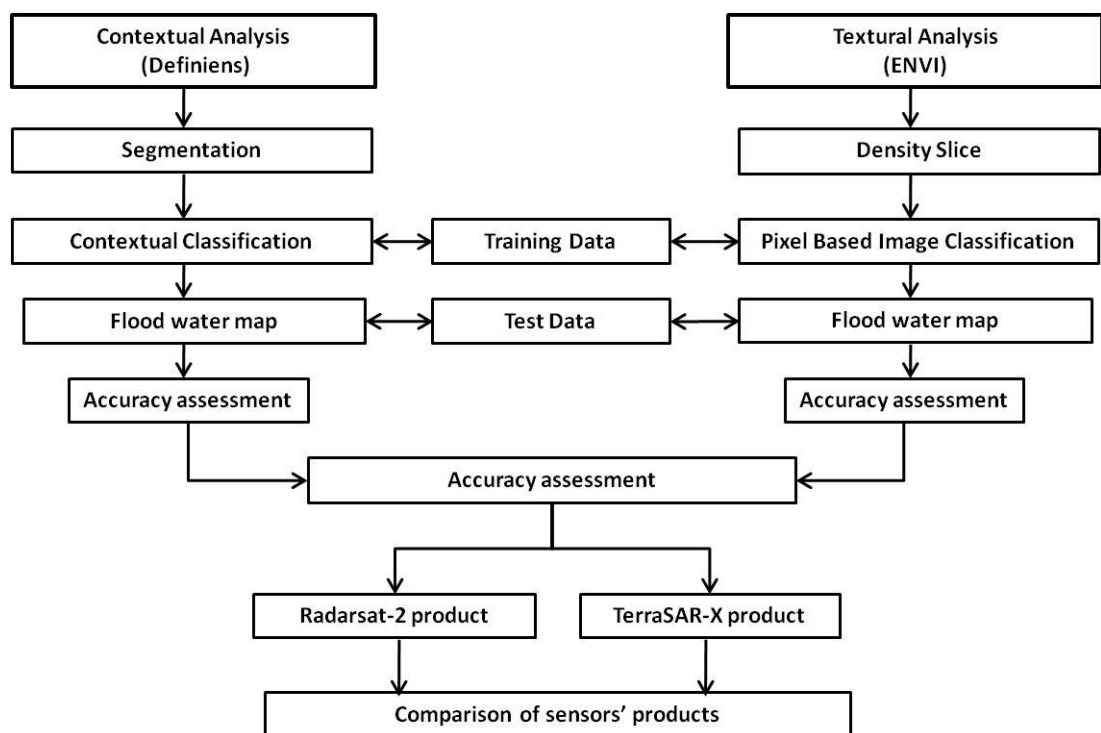 Contextual Analysis
(Definiens)
Textural Analysis
(ENVI)
Segmentation
Density Slice
Contextual Classification
Training Data
Pixel Based Image Classification
Flood water map
Test Data
Flood water map
Accuracy assessment
Accuracy assessment
Accuracy assessment
Radarsat-2 product
TerraSAR-X product
Comparison of sensors' products